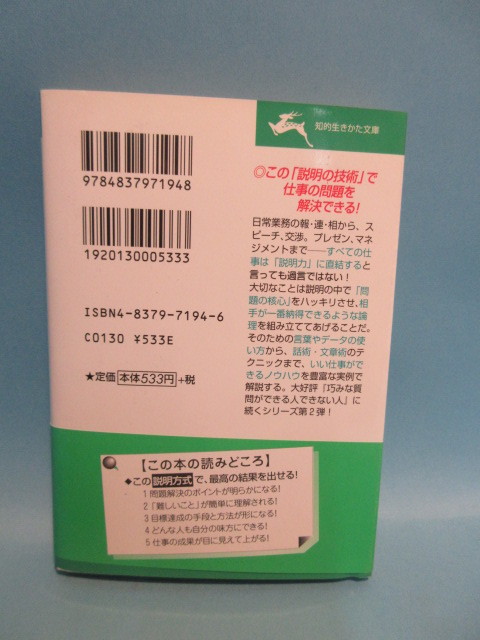 知的生きかた文庫
◎この「説明の技術」で
仕事の問題を
解決できる!
日常業務の報・連・相から、ス
ピーチ、交渉。プレゼン、マネ
ジメントまで――すべての仕
事は「説明力」に直結すると
言っても過言ではない!
大切なことは説明の中で「問
題の核心」をハッキリさせ、相
手が一番納得できるような論
理を組み立ててあげることだ。
そのための言葉やデータの使
い方から、話術・文章術のテ
クニックまで、いい仕事がで
きるノウハウを豊富な実例で
解説する。大好評『巧みな質
問ができる人できない人』に
続くシリーズ第2弾!
9784837971948
1920130005333
ISBN4-8379-7194-6
C0130 ¥533E
★定価 本体533円 +税
【この本の読みどころ】
◆この説明方式で、最高の結果を出せる!
1 問題解決のポイントが明らかになる!
2 「難しいこと」が簡単に理解される!
3 目標達成の手段と方法が形になる!
4 どんな人も自分の味方にできる!
5 仕事の成果が目に見えて上がる!